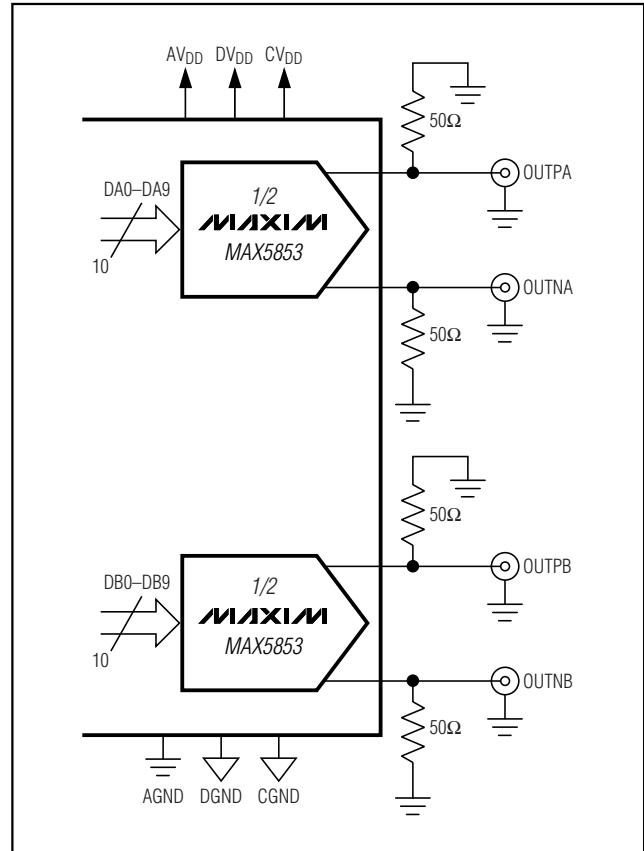 AVDD DVDD CVDD
50Ω
OUTPA
DA0–DA9
10
1/2
MAXIM
MAX5853
OUTNA
50Ω
50Ω
OUTPB
DB0–DB9
10
1/2
MAXIM
MAX5853
OUTNB
50Ω
AGND DGND CGND